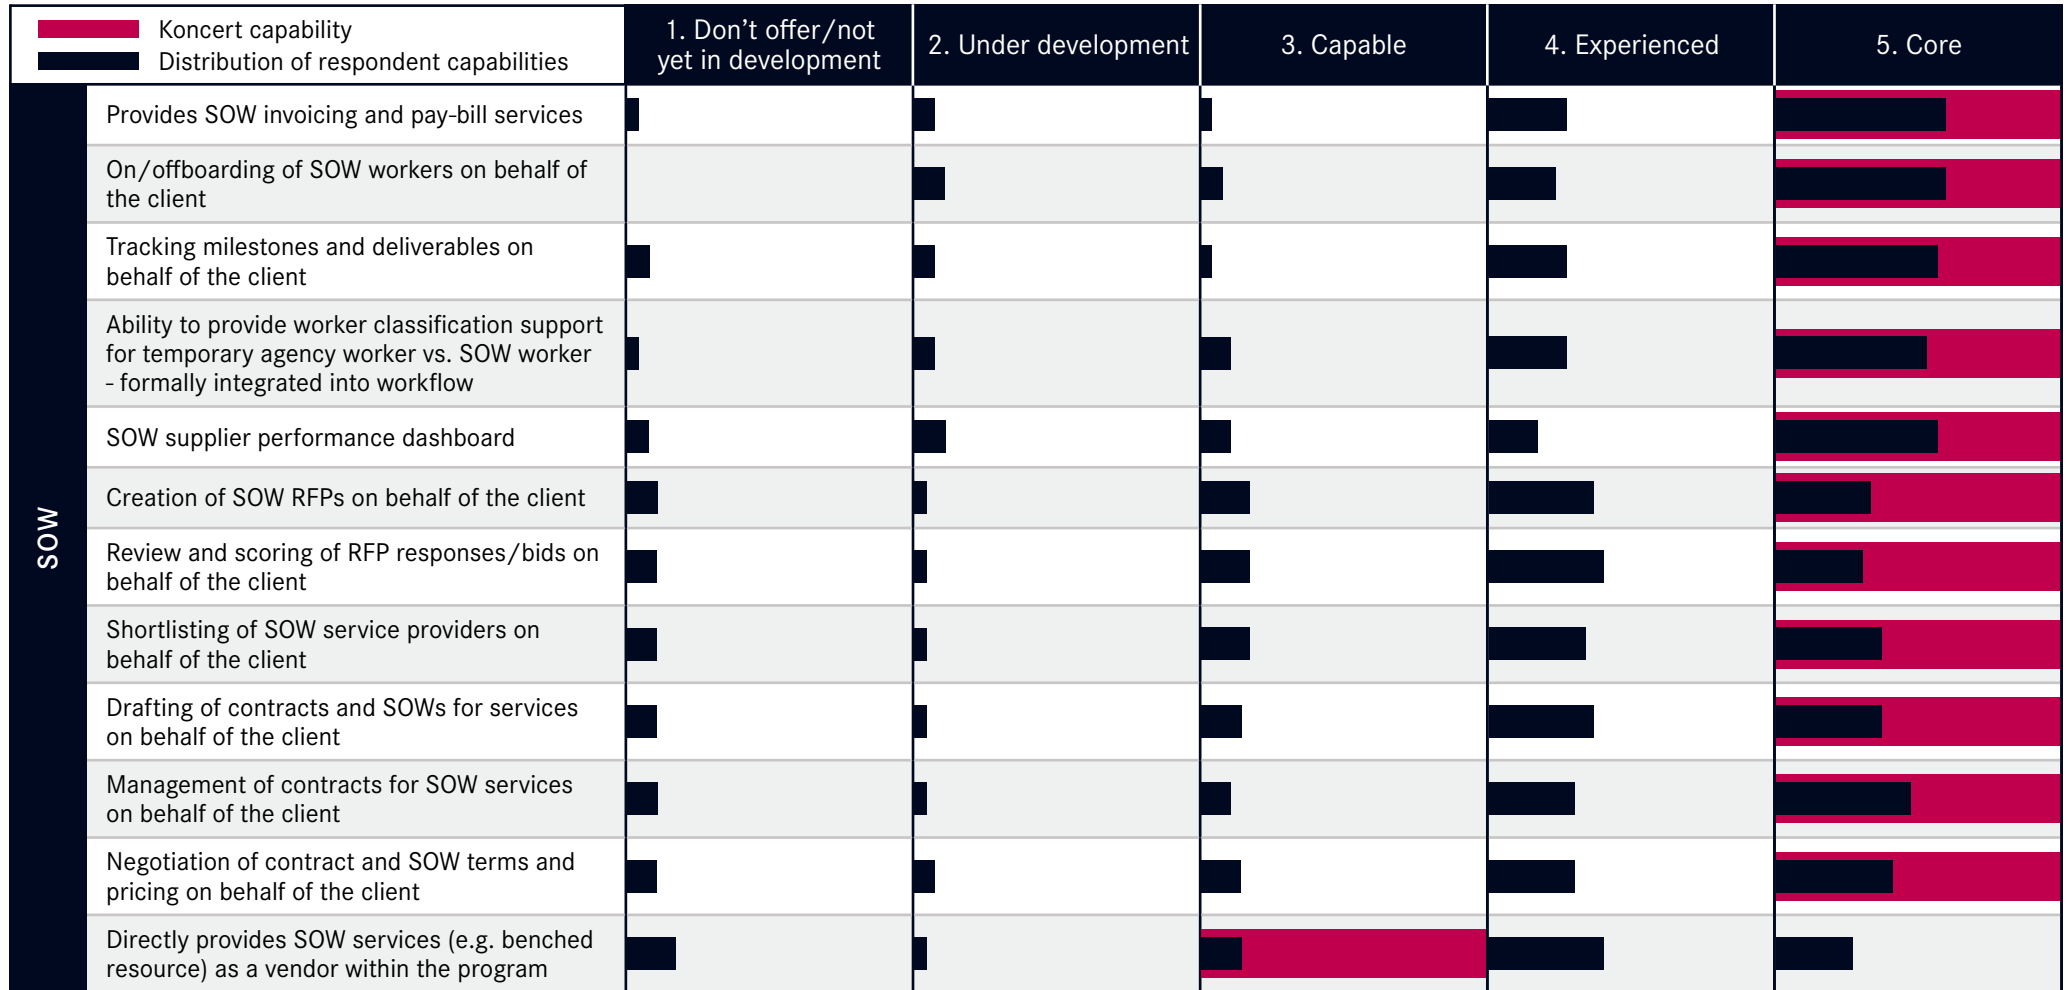 Koncert capability
Distribution of respondent capabilities
1. Don't offer/not
yet in development
2. Under development
3. Capable
4. Experienced
5. Core
SOW
Provides SOW invoicing and pay-bill services
On/offboarding of SOW workers on behalf of
the client
Tracking milestones and deliverables on
behalf of the client
Ability to provide worker classification support
for temporary agency worker vs. SOW worker
- formally integrated into workflow
SOW supplier performance dashboard
Creation of SOW RFPs on behalf of the client
Review and scoring of RFP responses/bids on
behalf of the client
Shortlisting of SOW service providers on
behalf of the client
Drafting of contracts and SOWs for services
on behalf of the client
Management of contracts for SOW services
on behalf of the client
Negotiation of contract and SOW terms and
pricing on behalf of the client
Directly provides SOW services (e.g. benched
resource) as a vendor within the program